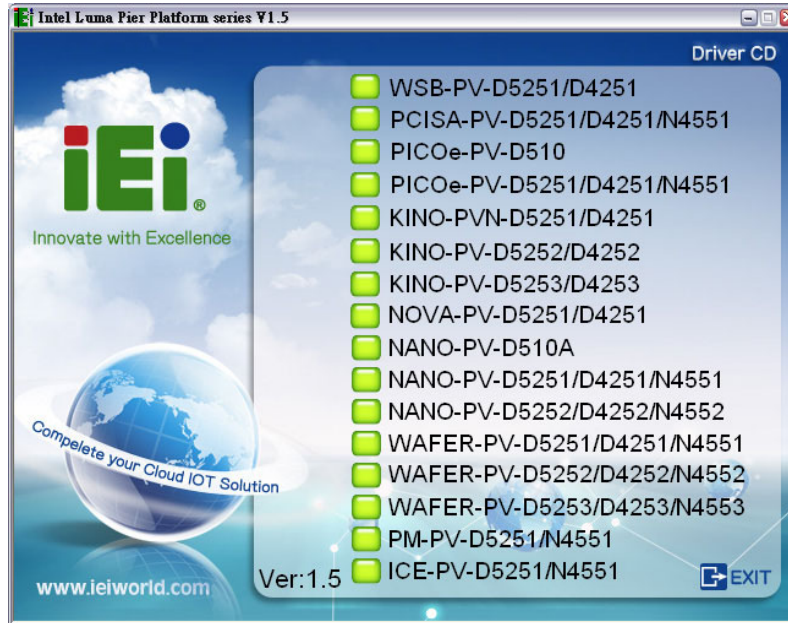 Intel Luma Pier Platform series V1.5
Driver CD
iEi
®
Innovate with Excellence
Compelete your Cloud IOT Solution
www.ieiworld.com
WSB-PV-D5251/D4251
PCISA-PV-D5251/D4251/N4551
PICOe-PV-D510
PICOe-PV-D5251/D4251/N4551
KINO-PVN-D5251/D4251
KINO-PV-D5252/D4252
KINO-PV-D5253/D4253
NOVA-PV-D5251/D4251
NANO-PV-D510A
NANO-PV-D5251/D4251/N4551
NANO-PV-D5252/D4252/N4552
WAFER-PV-D5251/D4251/N4551
WAFER-PV-D5252/D4252/N4552
WAFER-PV-D5253/D4253/N4553
PM-PV-D5251/N4551
ICE-PV-D5251/N4551
Ver:1.5
EXIT